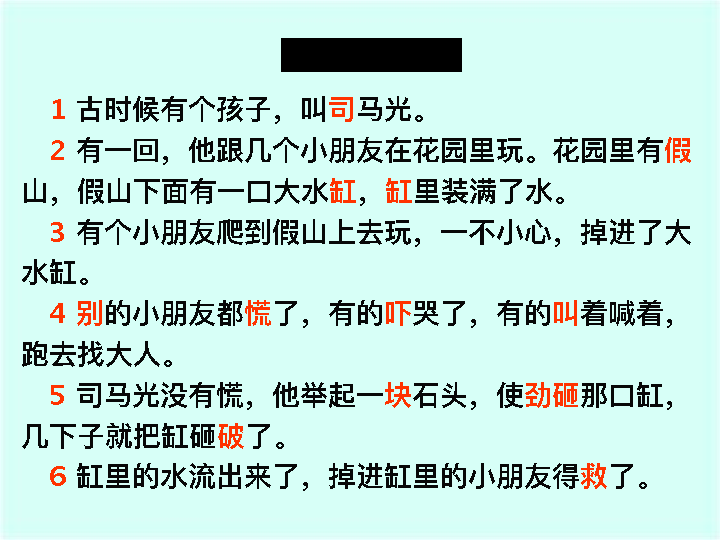 1 古时候有个孩子，叫司马光。
2 有一回，他跟几个小朋友在花园里玩。花园里有假
山，假山下面有一口大水缸，缸里装满了水。
3 有个小朋友爬到假山上去玩，一不小心，掉进了大
水缸。
4 别的小朋友都慌了，有的吓哭了，有的叫着喊着，
跑去找大人。
5 司马光没有慌，他举起一块石头，使劲砸那口缸，
几下子就把缸砸破了。
6 缸里的水流出来了，掉进缸里的小朋友得救了。